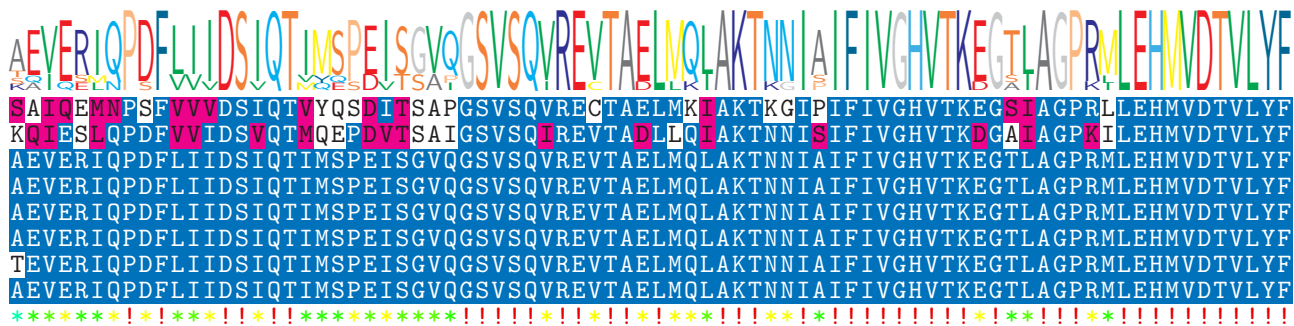 AEVERIQPDFLIIDSIQTIMSPEISGVQGSVSQVREVTAELMQLAKTNNIAIFIVGHVTKEGTLAGPRMLEHMVDTVLYF
SAIQEMNPSFVVVDSIQTVYQSDITSAPGSVSQVRECTAELMKIAKTKGIPIFIVGHVTKEGSIAGPRLLEHMVDTVLYF
KQIESLQPDFVVIDSVQTMQEPDVTSAIGSVSQIREVTADLLQIAKTNNISIFIVGHVTKDGAIAGPKILEHMVDTVLYF
AEVERIQPDFLIIDSIQTIMSPEISGVQGSVSQVREVTAELMQLAKTNNIAIFIVGHVTKEGTLAGPRMLEHMVDTVLYF
AEVERIQPDFLIIDSIQTIMSPEISGVQGSVSQVREVTAELMQLAKTNNIAIFIVGHVTKEGTLAGPRMLEHMVDTVLYF
AEVERIQPDFLIIDSIQTIMSPEISGVQGSVSQVREVTAELMQLAKTNNIAIFIVGHVTKEGTLAGPRMLEHMVDTVLYF
AEVERIQPDFLIIDSIQTIMSPEISGVQGSVSQVREVTAELMQLAKTNNIAIFIVGHVTKEGTLAGPRMLEHMVDTVLYF
TEVERIQPDFLIIDSIQTIMSPEISGVQGSVSQVREVTAELMQLAKTNNIAIFIVGHVTKEGTLAGPRMLEHMVDTVLYF
AEVERIQPDFLIIDSIQTIMSPEISGVQGSVSQVREVTAELMQLAKTNNIAIFIVGHVTKEGTLAGPRMLEHMVDTVLYF
*******!*!***!!*!!**********!!!!!*!!*!!*!***!!!**!*!!!!!!!!!*!**!!!**!!!!!!!!!!!